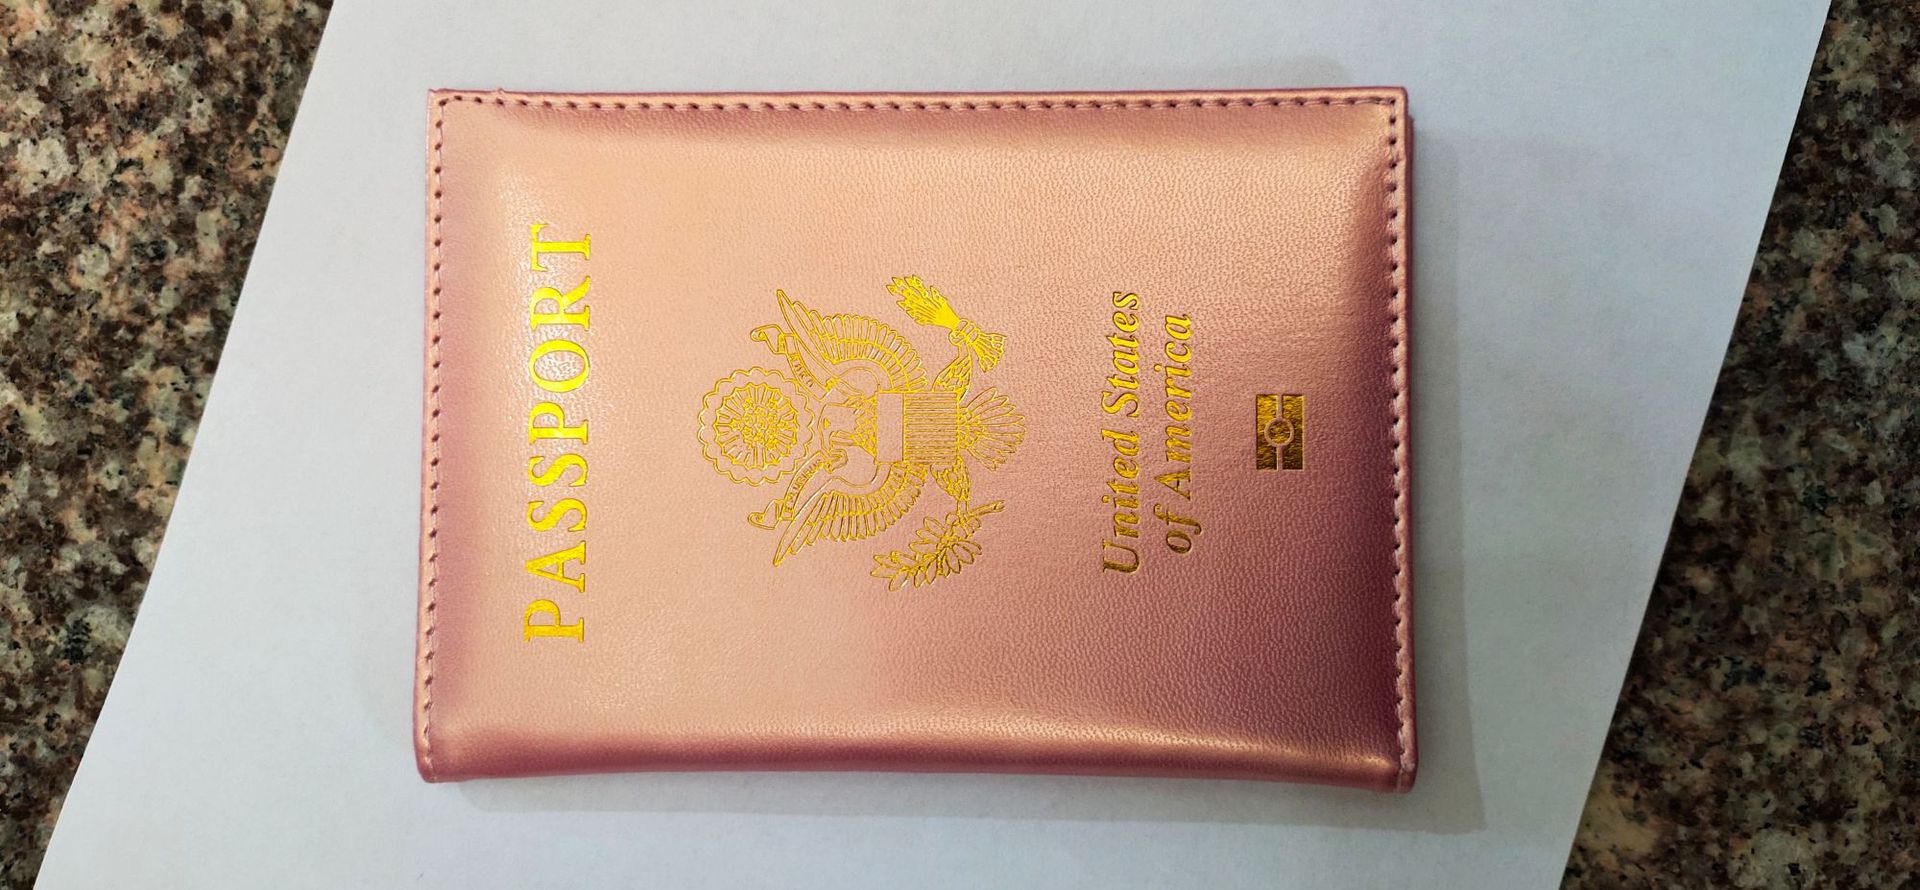 PASSPORT
United States
of America